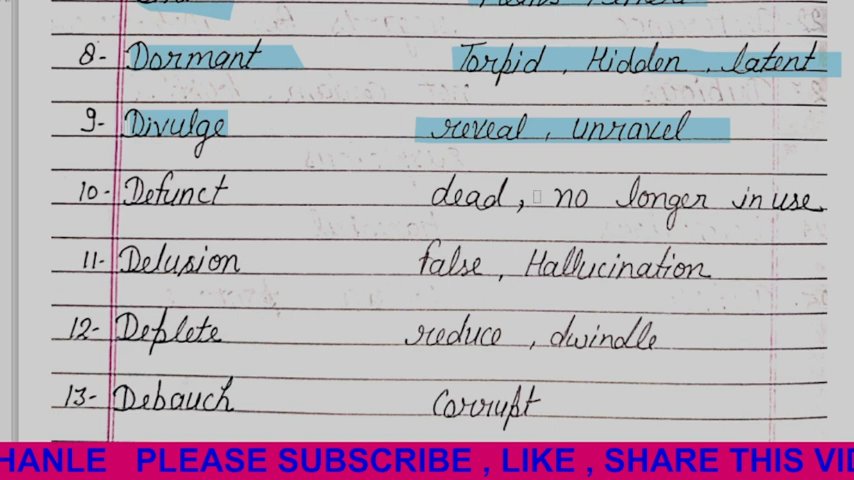 8- Dormant Torpid , Hidden , latent
9- Divulge reveal , unravel
10- Defunct dead, no longer in use
11- Delusion false , Hallucination
12- Deplete reduce , dwindle
13- Debauch Corrupt
HANLE PLEASE SUBSCRIBE , LIKE , SHARE THIS VID